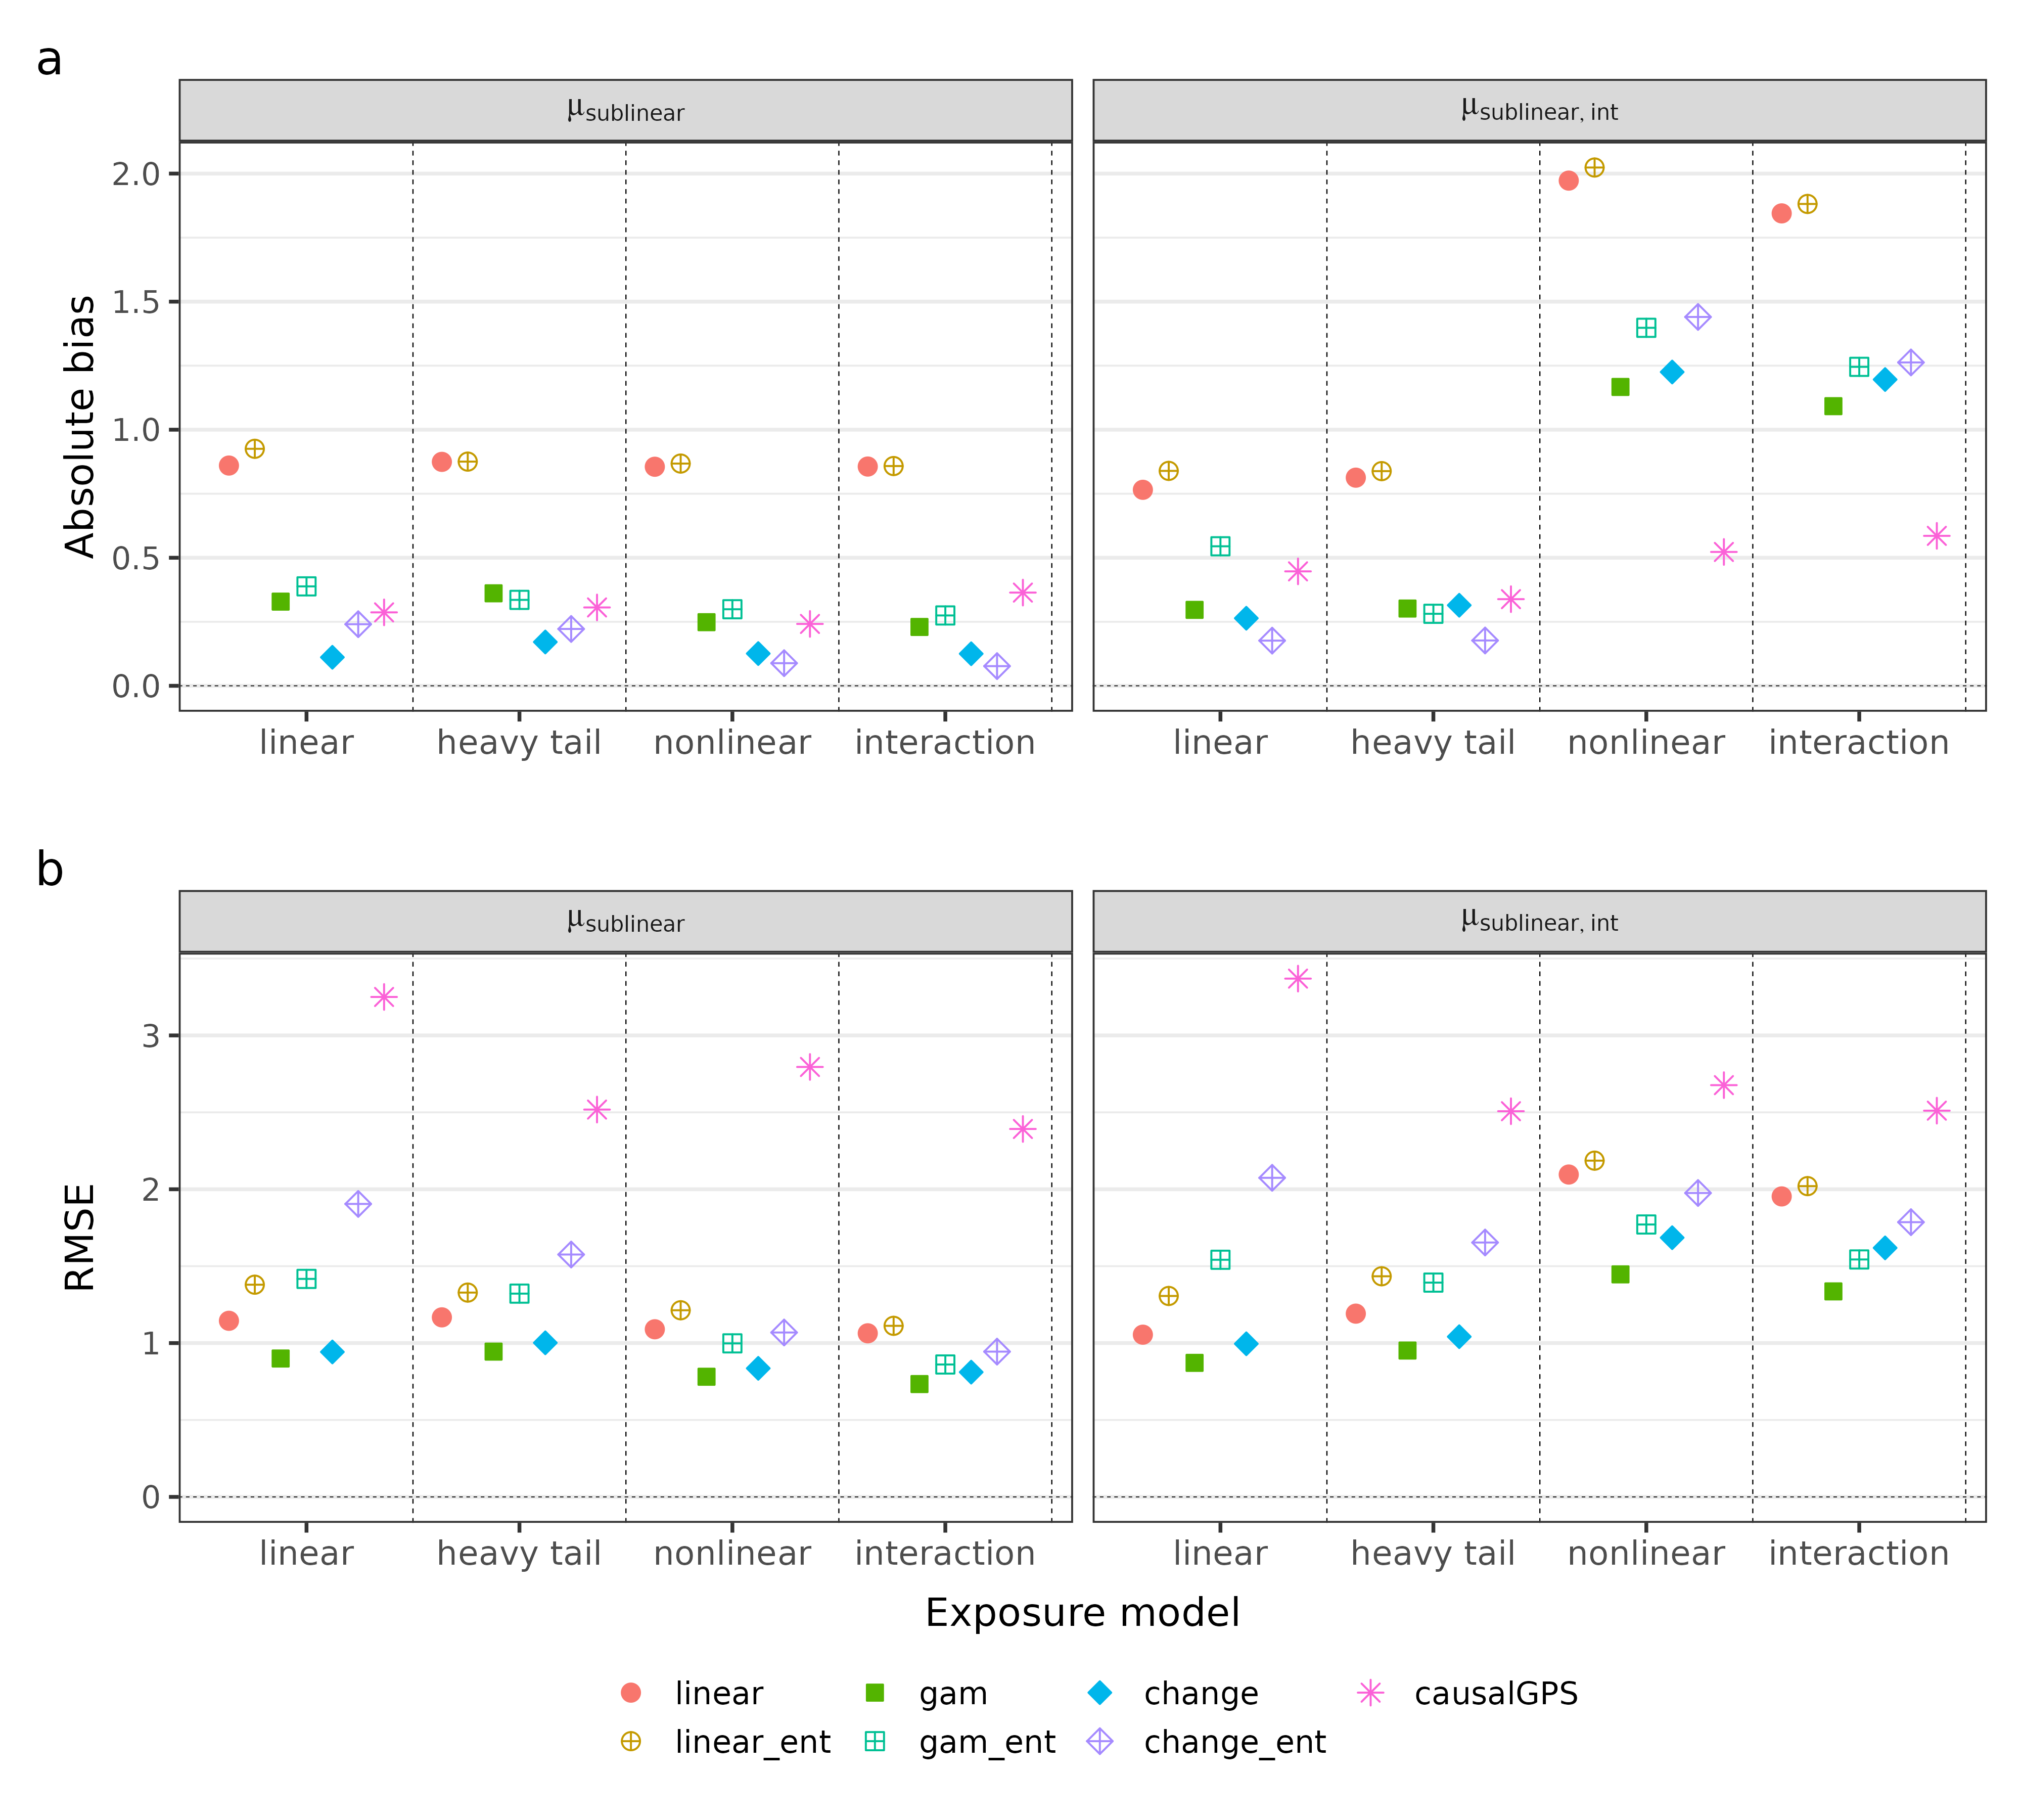 a
μsublinear
μsublinear, int
Absolute bias
2.0
1.5
1.0
0.5
0.0
linear heavy tail nonlinear interaction
linear heavy tail nonlinear interaction
b
μsublinear
μsublinear, int
RMSE
3
2
1
0
linear heavy tail nonlinear interaction
linear heavy tail nonlinear interaction
Exposure model
linear gam change causalGPS
linear_ent gam_ent change_ent